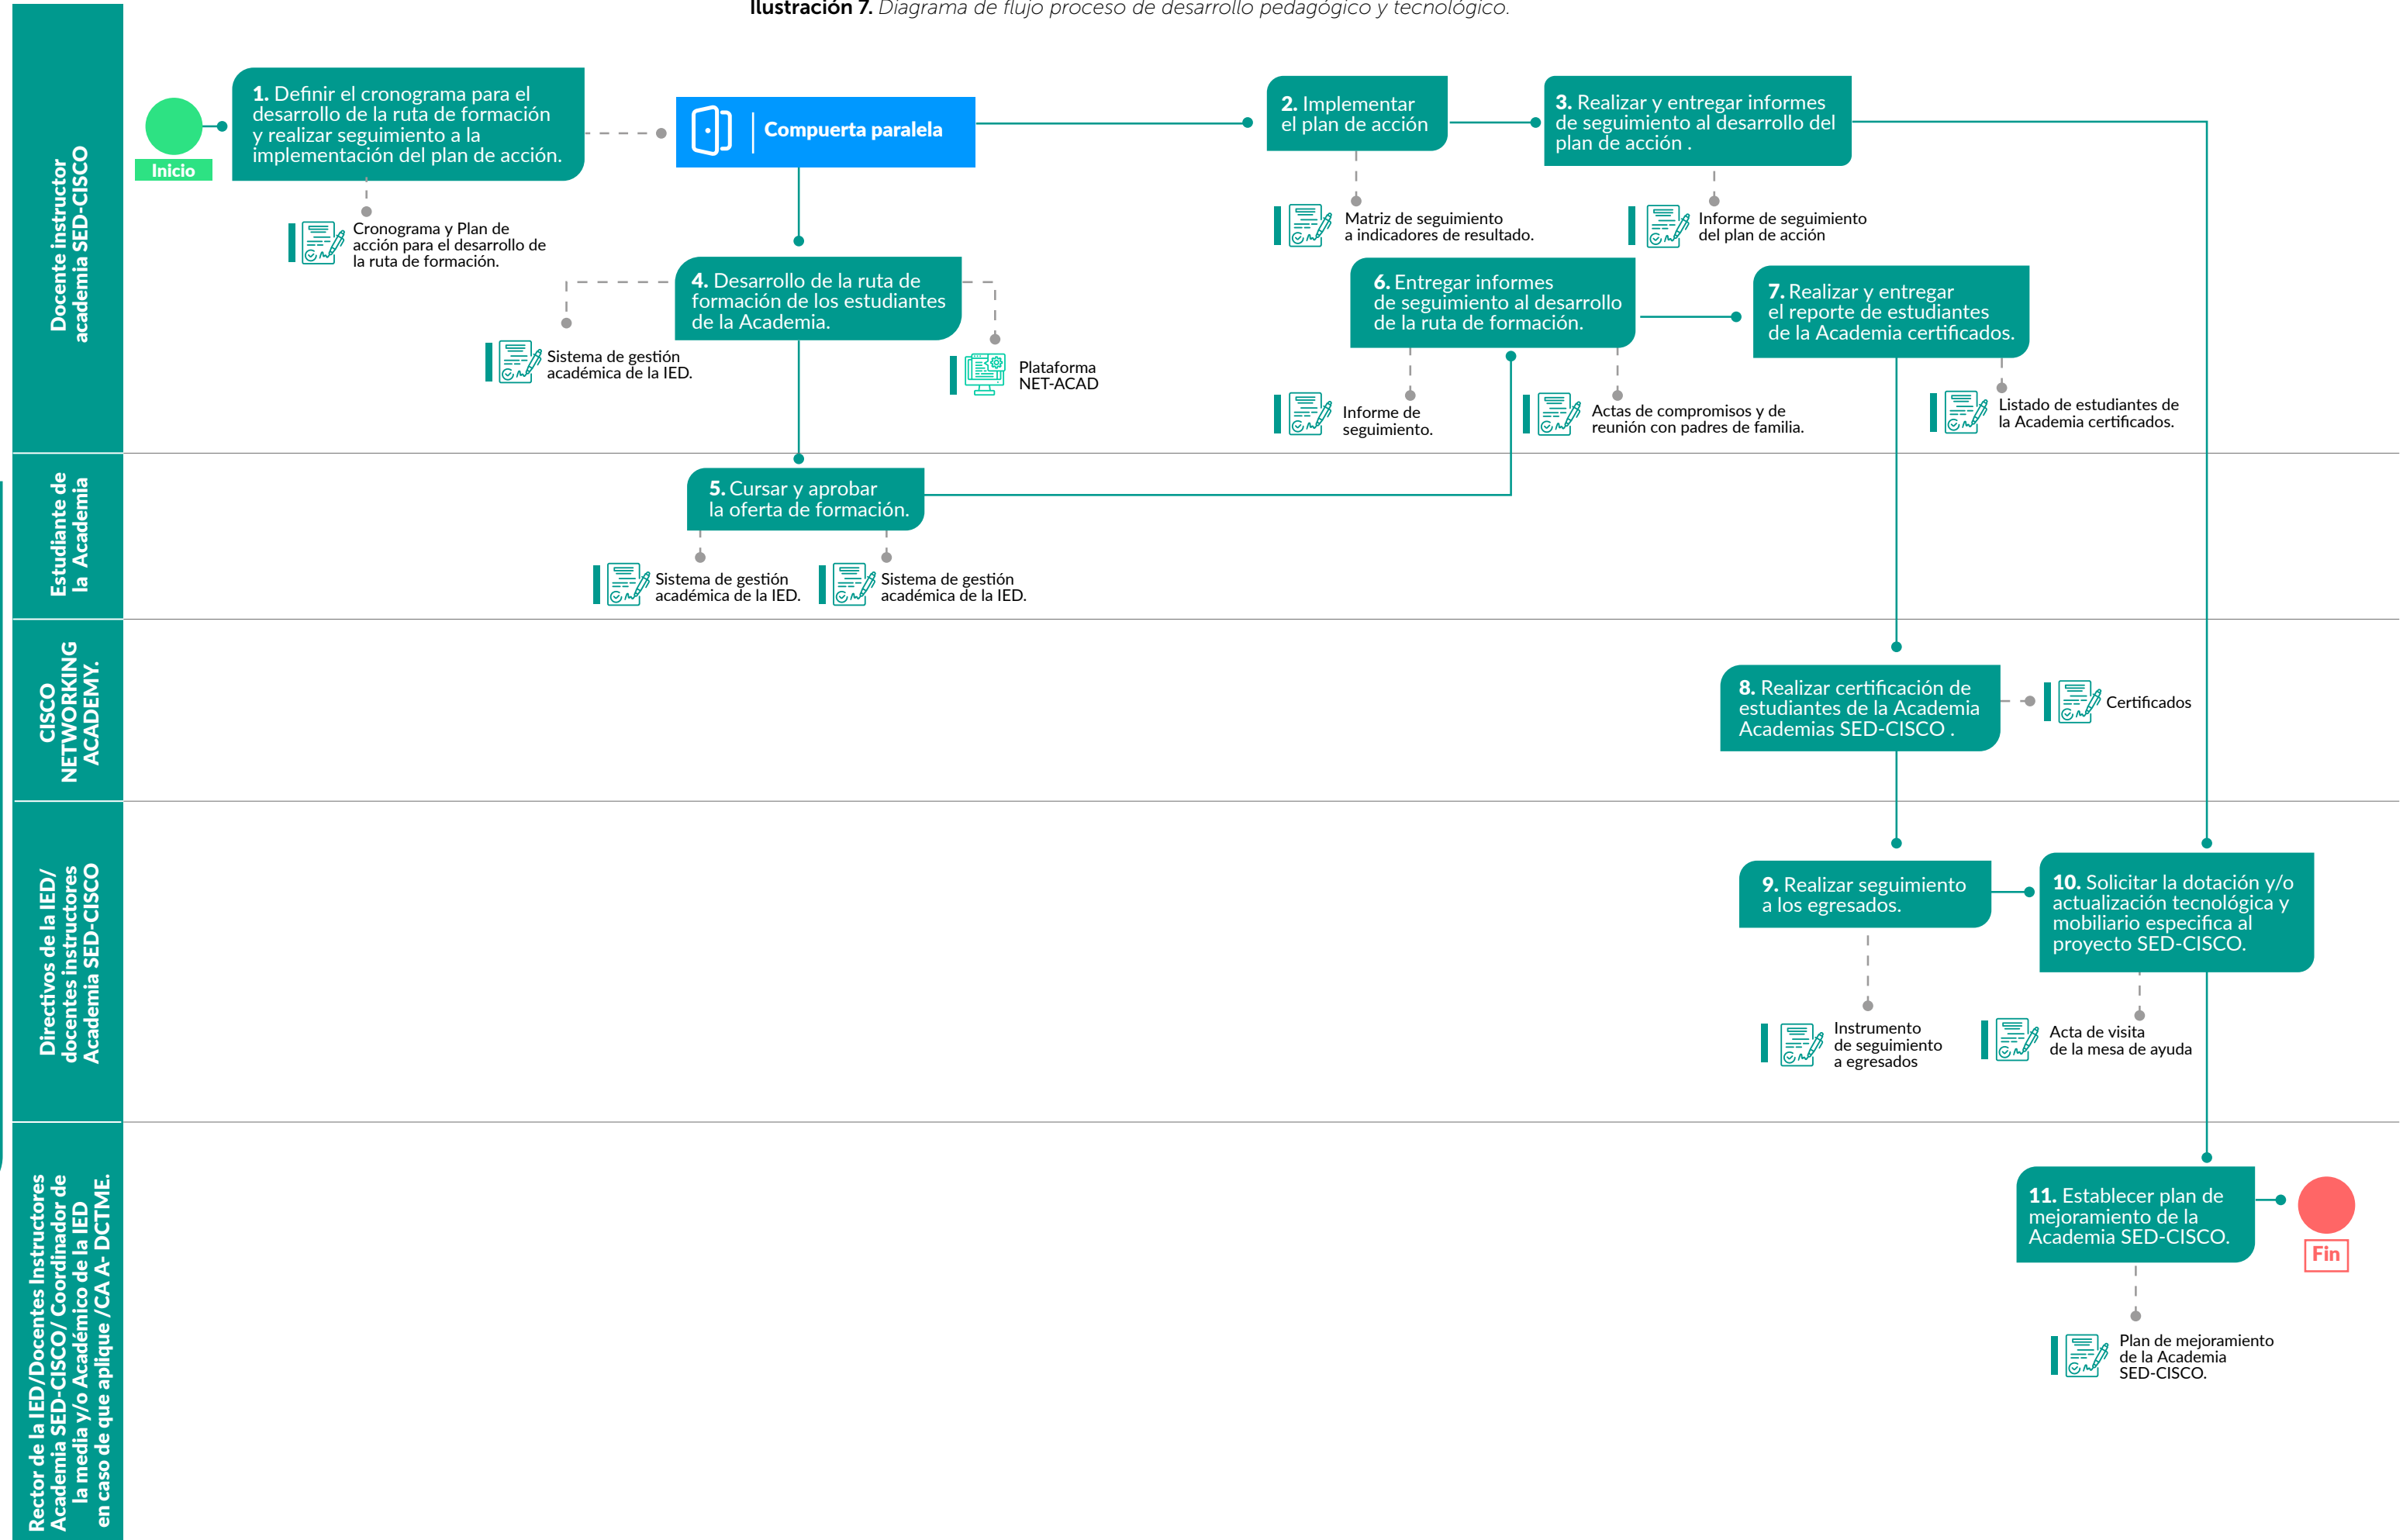 Ilustración 7. Diagrama de flujo proceso de desarrollo pedagógico y tecnológico.
Docente instructor
academia SED-CISCO
Inicio
1. Definir el cronograma para el
desarrollo de la ruta de formación
y realizar seguimiento a la
implementación del plan de acción.
Cronograma y Plan de
acción para el desarrollo de
la ruta de formación.
Compuerta paralela
2. Implementar
el plan de acción
Matriz de seguimiento
a indicadores de resultado.
3. Realizar y entregar informes
de seguimiento al desarrollo del
plan de acción .
Informe de seguimiento
del plan de acción
4. Desarrollo de la ruta de
formación de los estudiantes
de la Academia.
Sistema de gestión
académica de la IED.
Plataforma
NET-ACAD
6. Entregar informes
de seguimiento al desarrollo
de la ruta de formación.
Informe de
seguimiento.
Actas de compromisos y de
reunión con padres de familia.
7. Realizar y entregar
el reporte de estudiantes
de la Academia certificados.
Listado de estudiantes de
la Academia certificados.
Estudiante de
la Academia
5. Cursar y aprobar
la oferta de formación.
Sistema de gestión
académica de la IED.
Sistema de gestión
académica de la IED.
CISCO
NETWORKING
ACADEMY.
8. Realizar certificación de
estudiantes de la Academia
Academias SED-CISCO .
Certificados
Directivos de la IED/
docentes instructores
Academia SED-CISCO
9. Realizar seguimiento
a los egresados.
Instrumento
de seguimiento
a egresados
10. Solicitar la dotación y/o
actualización tecnológica y
mobiliario especifica al
proyecto SED-CISCO.
Acta de visita
de la mesa de ayuda
Rector de la IED/Docentes Instructores
Academia SED-CISCO/ Coordinador de
la media y/o Académico de la IED
en caso de que aplique /CA A- DCTME.
11. Establecer plan de
mejoramiento de la
Academia SED-CISCO.
Fin
Plan de mejoramiento
de la Academia
SED-CISCO.